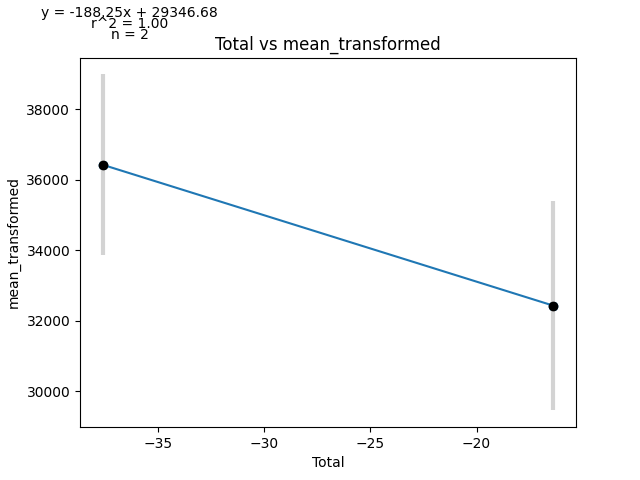 y = -188.25x + 29346.68
r^2 = 1.00
n = 2
Total vs mean_transformed
mean_transformed
38000
36000
34000
32000
30000
−35
−30
−25
−20
Total